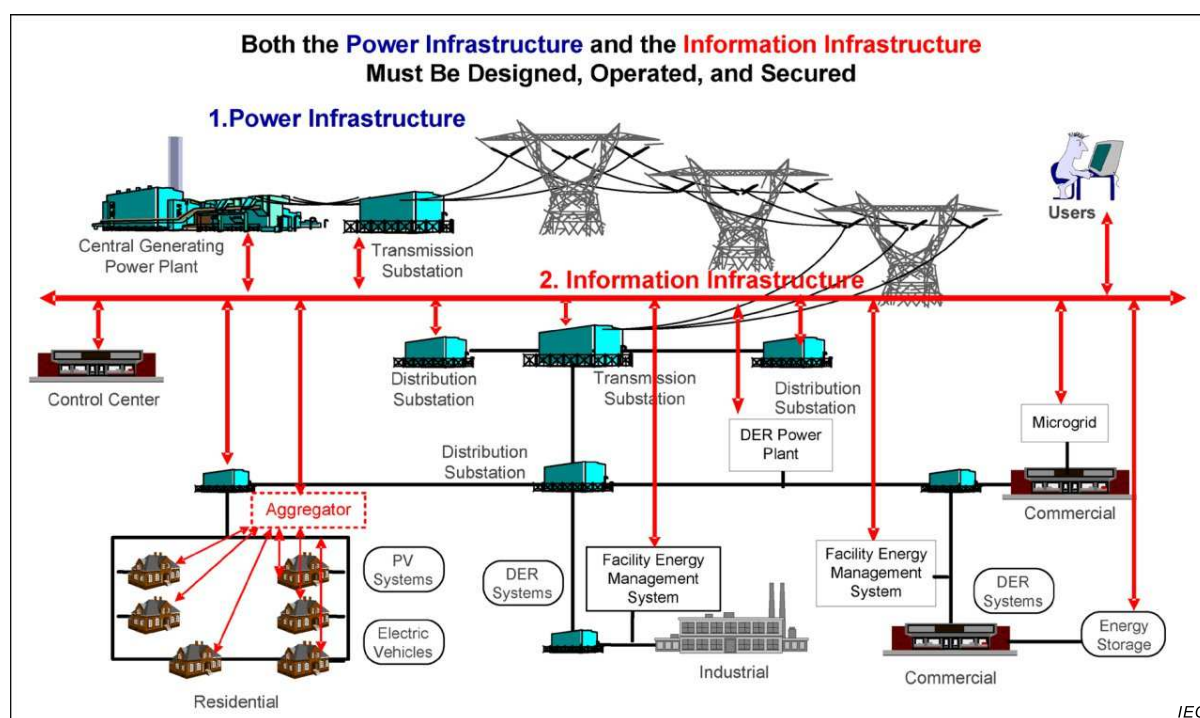 Both the Power Infrastructure and the Information Infrastructure
Must Be Designed, Operated, and Secured
1.Power Infrastructure
Central Generating
Power Plant
Transmission
Substation
Users
2. Information Infrastructure
Control Center
Distribution
Substation
Transmission
Substation
Distribution
Substation
Microgrid
DER Power
Plant
Distribution
Substation
Commercial
Aggregator
PV
Systems
Electric
Vehicles
Residential
DER
Systems
Facility Energy
Management
System
Industrial
Facility Energy
Management
System
DER
Systems
Commercial
Energy
Storage
IEC